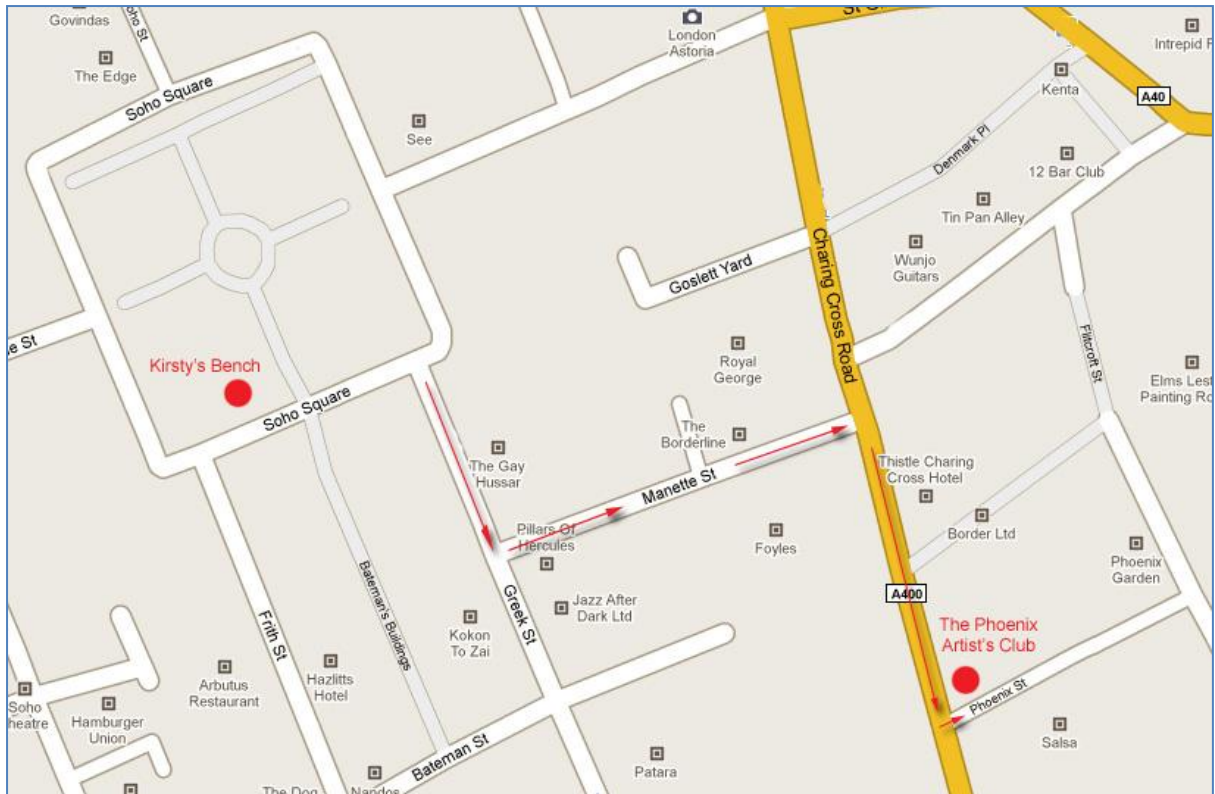 Govindas
Soho St
The Edge
Soho Square
London
Astoria
Intrepid
A40
Kenta
See
Denmark Pl
12 Bar Club
Tin Pan Alley
Goslett Yard
Wunjo
Guitars
Charing Cross Road
Flitcroft St
Kirsty's Bench
Royal
George
Elms Lest
Painting Ro
Soho Square
The
Borderline
The Gay
Hussar
Manette St
Thistle Charing
Cross Hotel
Pillars Of
Hercules
Foyles
Border Ltd
Phoenix
Garden
Bateman's Buildings
Greek St
Jazz After
Dark Ltd
A400
Frith St
Kokon
To Zai
The Phoenix
Artist's Club
Arbutus
Restaurant
Hazlitts
Hotel
Phoenix St
Soho
heatre
Hamburger
Union
Salsa
Bateman St
Patara
The Dog
Nandos